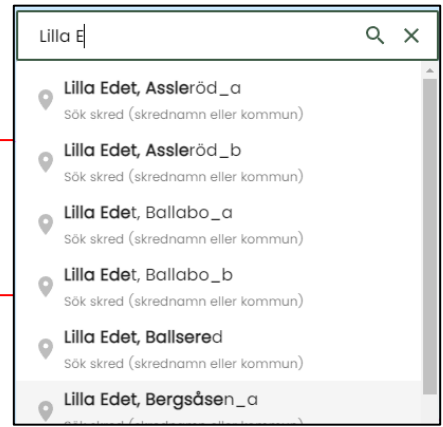 Lilla E
Lilla Edet, Assleröd_a
Sök skred (skrednamn eller kommun)
Lilla Edet, Assleröd_b
Sök skred (skrednamn eller kommun)
Lilla Edet, Ballabo_a
Sök skred (skrednamn eller kommun)
Lilla Edet, Ballabo_b
Sök skred (skrednamn eller kommun)
Lilla Edet, Ballsered
Sök skred (skrednamn eller kommun)
Lilla Edet, Bergsåsen_a